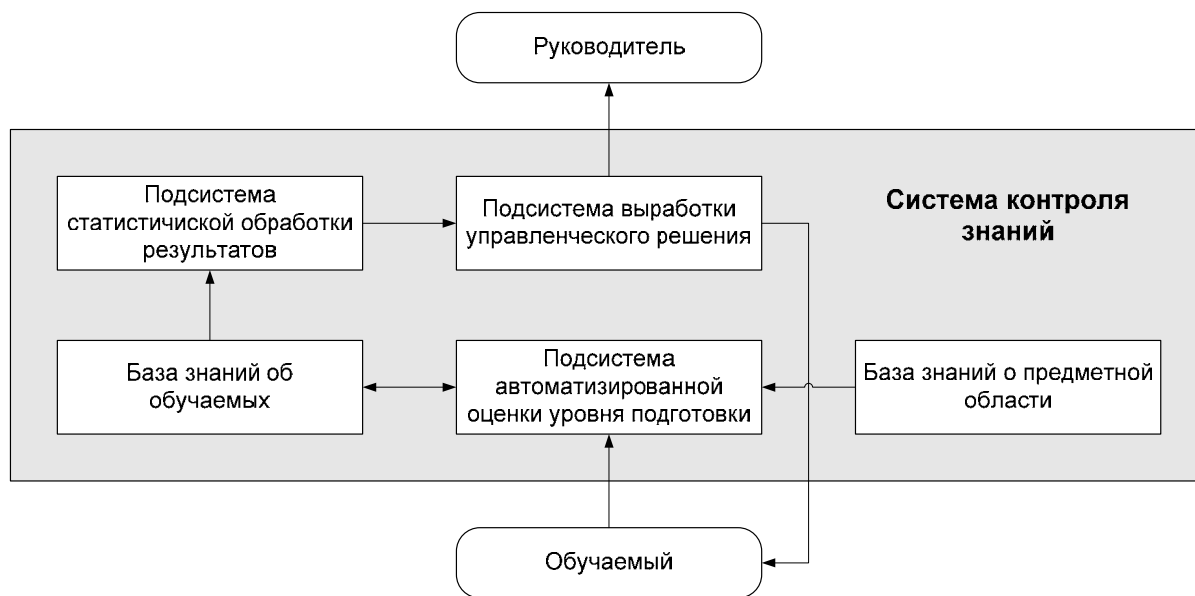 Руководитель
Подсистема
статистичиской обработки
результатов
Подсистема выработки
управленческого решения
Система контроля
знаний
База знаний об
обучаемых
Подсистема
автоматизированной
оценки уровня подготовки
База знаний о предметной
области
Обучаемый